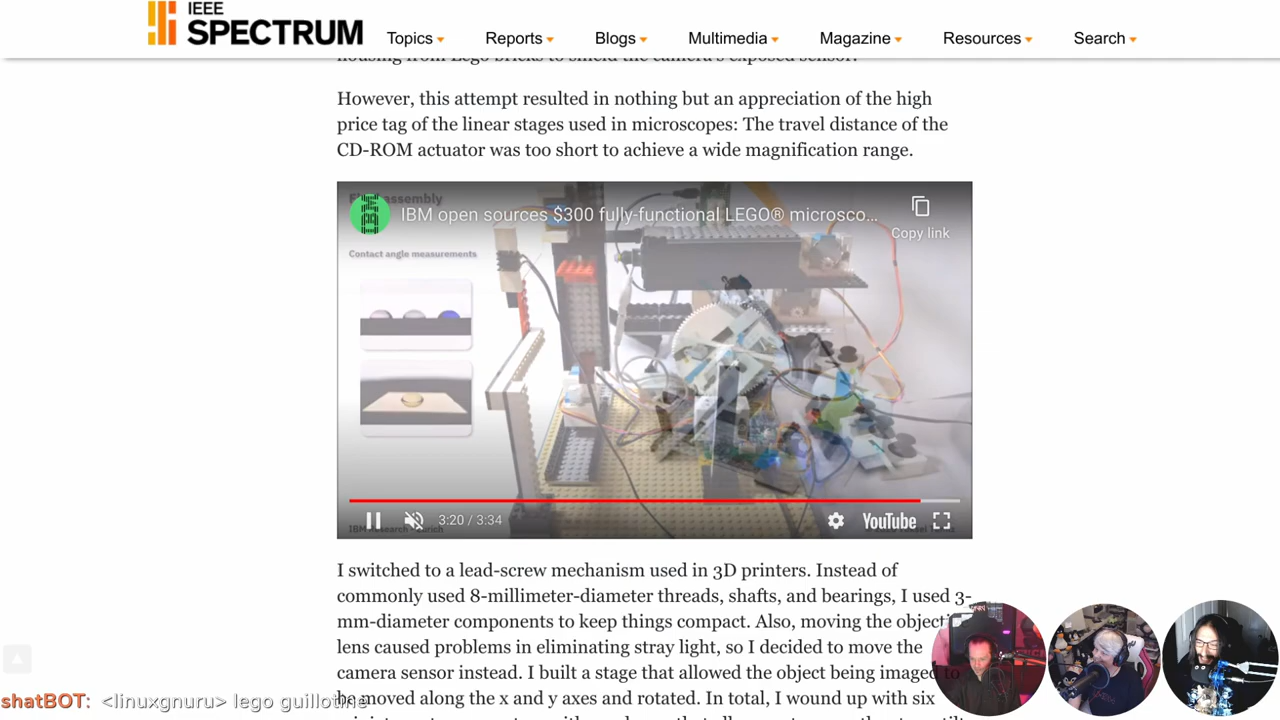 IEEE
SPECTRUM
Topics
Reports
Blogs
Multimedia
Magazine
Resources
Search
housing from Lego bricks to shield the camera's exposed sensor.
However, this attempt resulted in nothing but an appreciation of the high
price tag of the linear stages used in microscopes: The travel distance of the
CD-ROM actuator was too short to achieve a wide magnification range.
assembly
IBM
IBM open sources $300 fully-functional LEGO® microsco...
Copy link
Contact angle measurements
3:20 / 3:34
YouTube
IBM Research
I switched to a lead-screw mechanism used in 3D printers. Instead of
commonly used 8-millimeter-diameter threads, shafts, and bearings, I used 3-
mm-diameter components to keep things compact. Also, moving the objecti
lens caused problems in eliminating stray light, so I decided to move the
camera sensor instead. I built a stage that allowed the object being imaged to
be moved along the x and y axes and rotated. In total, I wound up with six
shatBOT: <linuxgnuru> lego guillotine